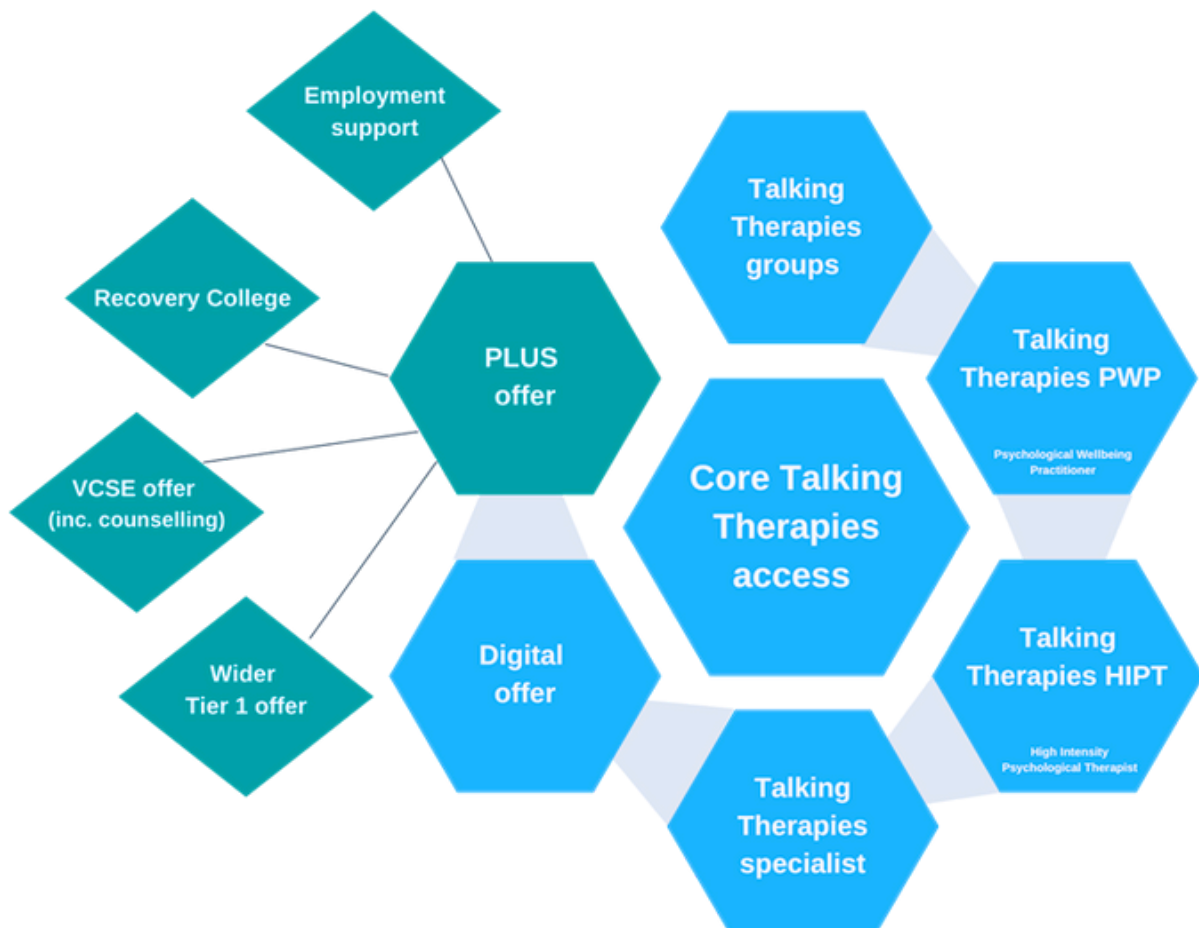 Employment
support
Recovery College
VCSE offer
(inc. counselling)
Wider
Tier 1 offer
PLUS
offer
Digital
offer
Core Talking
Therapies
access
Talking
Therapies
groups
Talking
Therapies PWP
Psychological Wellbeing
Practitioner
Talking
Therapies HIPT
High Intensity
Psychological Therapist
Talking
Therapies
specialist